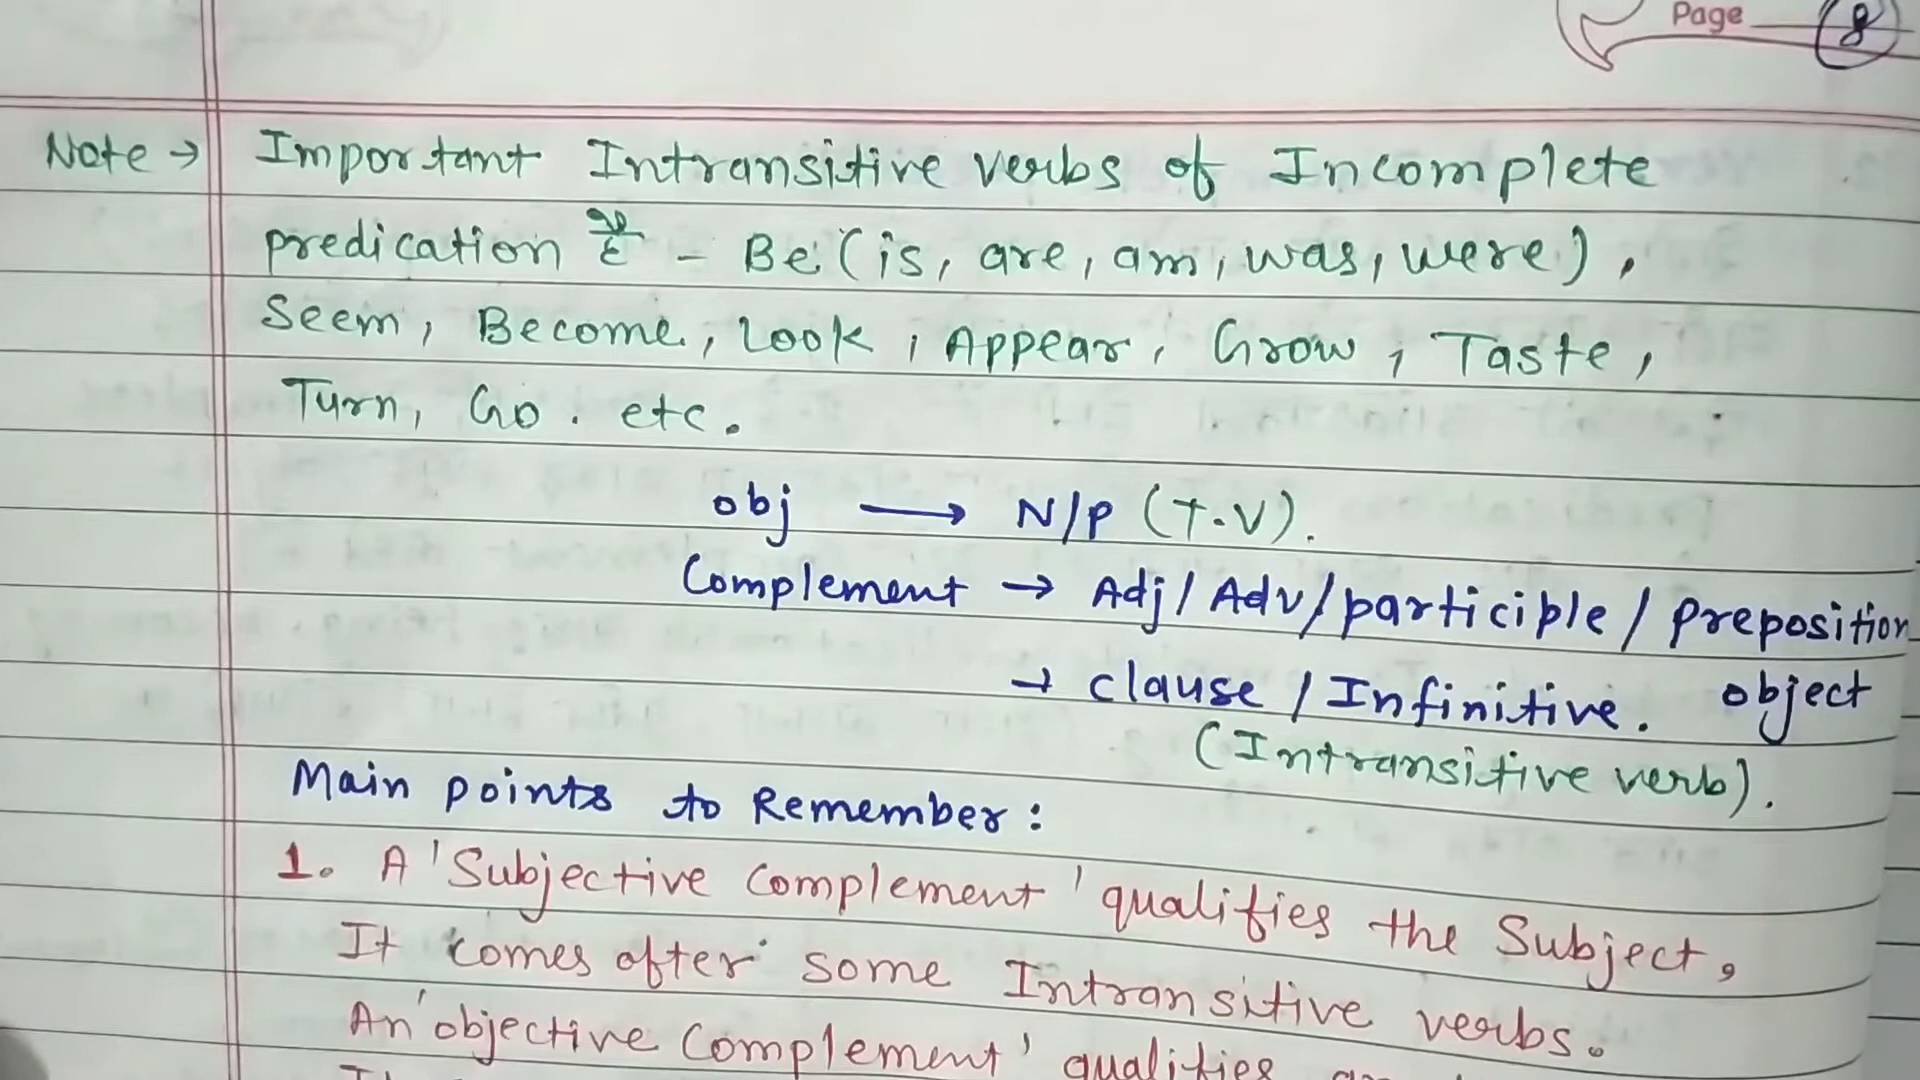 Page 8
Note → Important Intransitive verbs of Incomplete
predication - Be (is, are, am, was, were),
Seem, Become, Look, Appear, Grow, Taste,
Turn, Go. etc.
obj → N/P (T.V).
Complement → Adj/Adv/participle/preposition
→ clause / Infinitive. object
(Intransitive verb).
Main points to Remember:
1. A 'Subjective Complement' qualifies the Subject,
It comes after some Intransitive verbs.
An 'objective Complement' qualifies